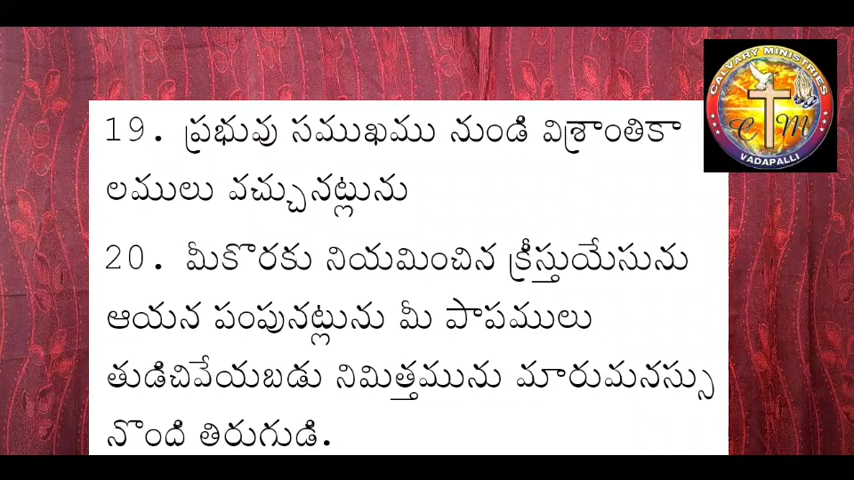 CALVARY MINISTRIES
C M
VADAPALLI
19. ప్రభువు సముఖము నుండి విశ్రాంతికా
లములు వచ్చునట్లును
20. మీకొరకు నియమించిన క్రీస్తుయేసును
ఆయన పంపునట్లును మీ పాపములు
తుడిచివేయబడు నిమిత్తమును మారుమనస్సు
నొంది తిరుగుడి.